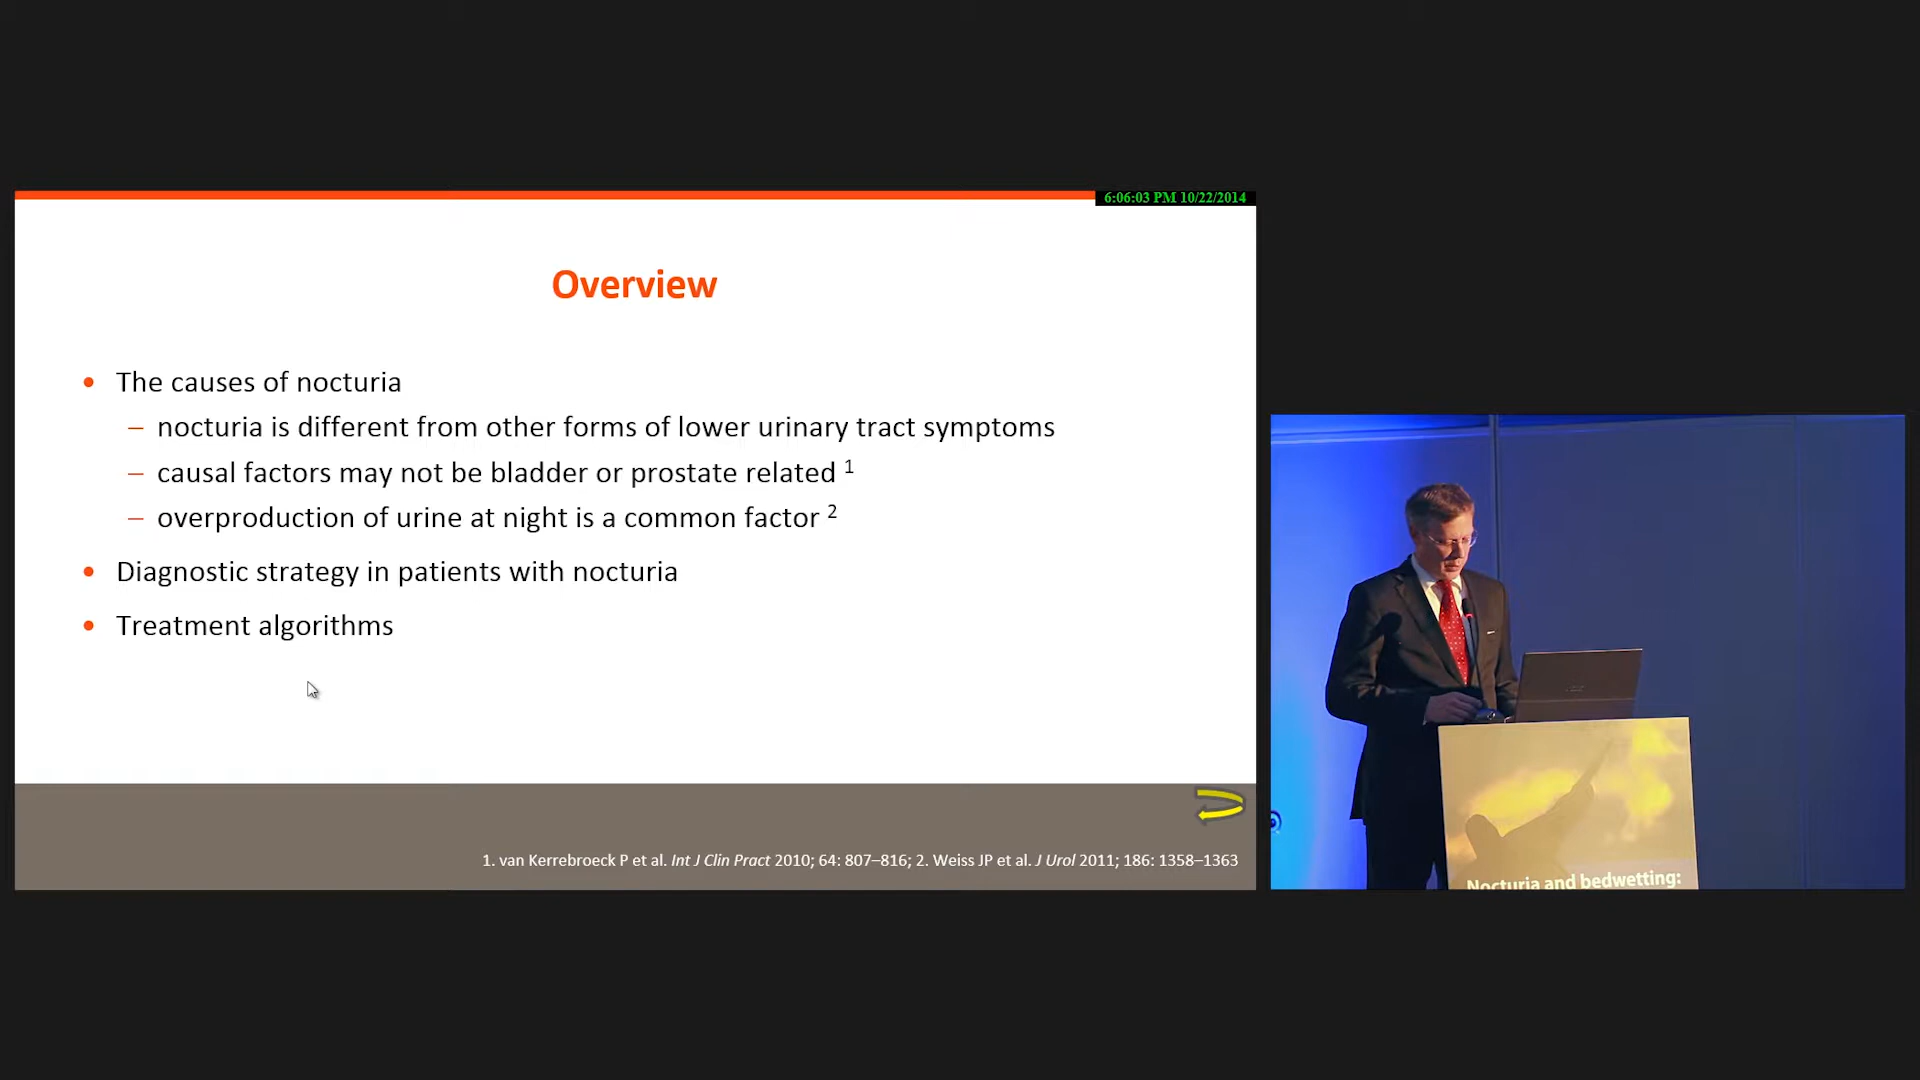 6:06:03 PM 10/22/2014
Overview
• The causes of nocturia
– nocturia is different from other forms of lower urinary tract symptoms
– causal factors may not be bladder or prostate related 1
– overproduction of urine at night is a common factor 2
• Diagnostic strategy in patients with nocturia
• Treatment algorithms
1. van Kerrebroeck P et al. Int J Clin Pract 2010; 64: 807–816; 2. Weiss JP et al. J Urol 2011; 186: 1358–1363
Nocturia and bedwetting: